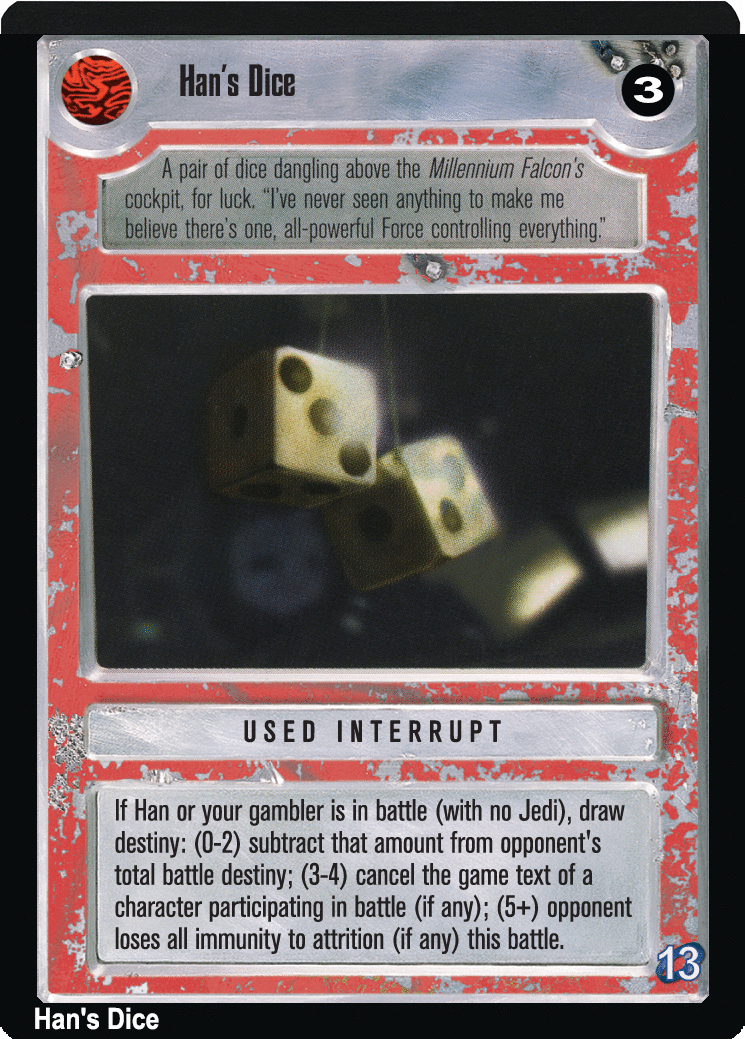 Han's Dice
3
A pair of dice dangling above the Millennium Falcon's
cockpit, for luck. “I've never seen anything to make me
believe there's one, all-powerful Force controlling everything.”
USED INTERRUPT
If Han or your gambler is in battle (with no Jedi), draw
destiny: (0-2) subtract that amount from opponent's
total battle destiny; (3-4) cancel the game text of a
character participating in battle (if any); (5+) opponent
loses all immunity to attrition (if any) this battle.
13
Han's Dice